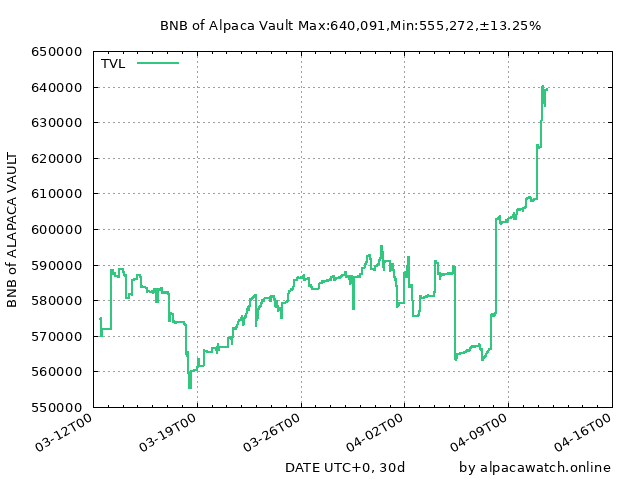 BNB of Alpaca Vault Max:640,091,Min:555,272,±13.25%
TVL
650000
640000
630000
620000
610000
600000
590000
580000
570000
560000
550000
BNB of ALAPACA VAULT
03-12T00
03-19T00
03-26T00
04-02T00
04-09T00
04-16T00
DATE UTC+0, 30d
by alpacawatch.online